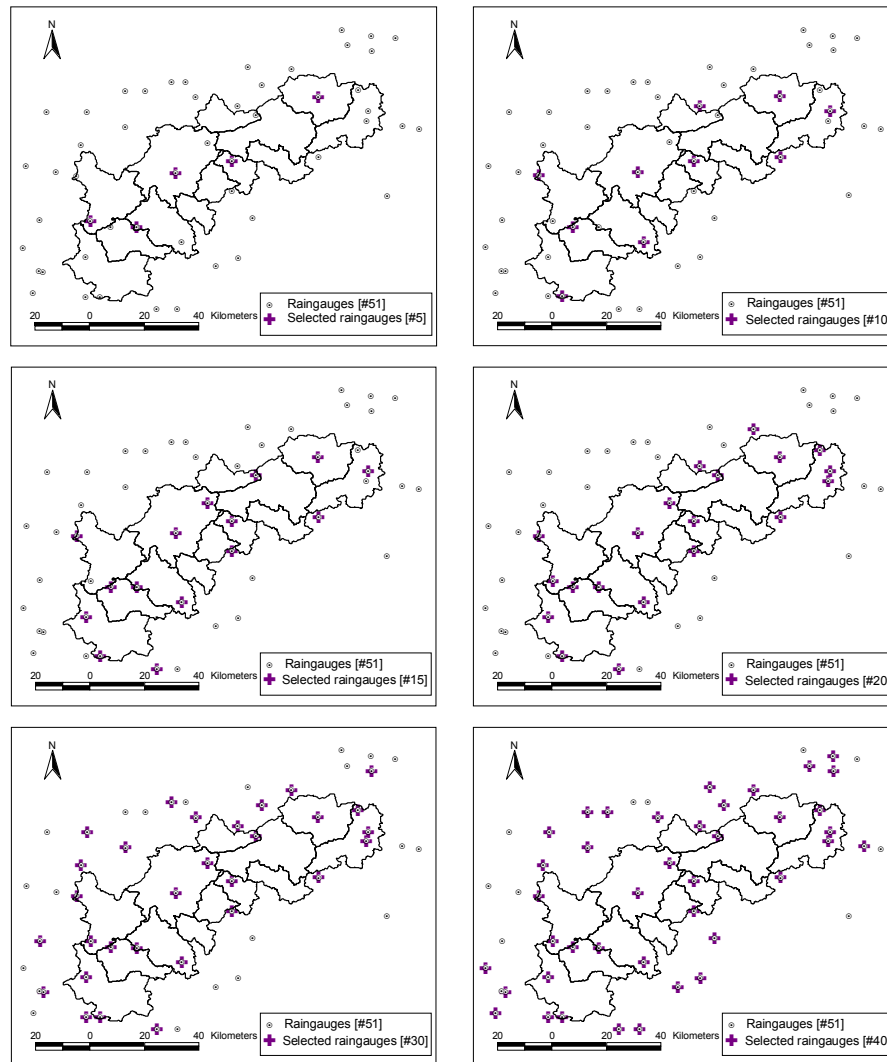 N N
Raingauges [#51] Raingauges [#51]
20 0 20 40 Kilometers Selected raingauges [#5] 20 0 20 40 Kilometers Selected raingauges [#10]
N N
Raingauges [#51] Raingauges [#51]
20 0 20 40 Kilometers Selected raingauges [#15] 20 0 20 40 Kilometers Selected raingauges [#20]
N N
Raingauges [#51] Raingauges [#51]
20 0 20 40 Kilometers Selected raingauges [#30] 20 0 20 40 Kilometers Selected raingauges [#40]